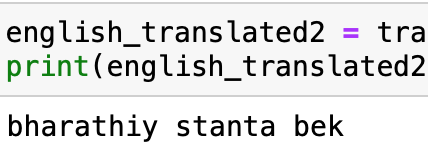 english_translated2 = tra
print(english_translated2
bharathiy stanta bek